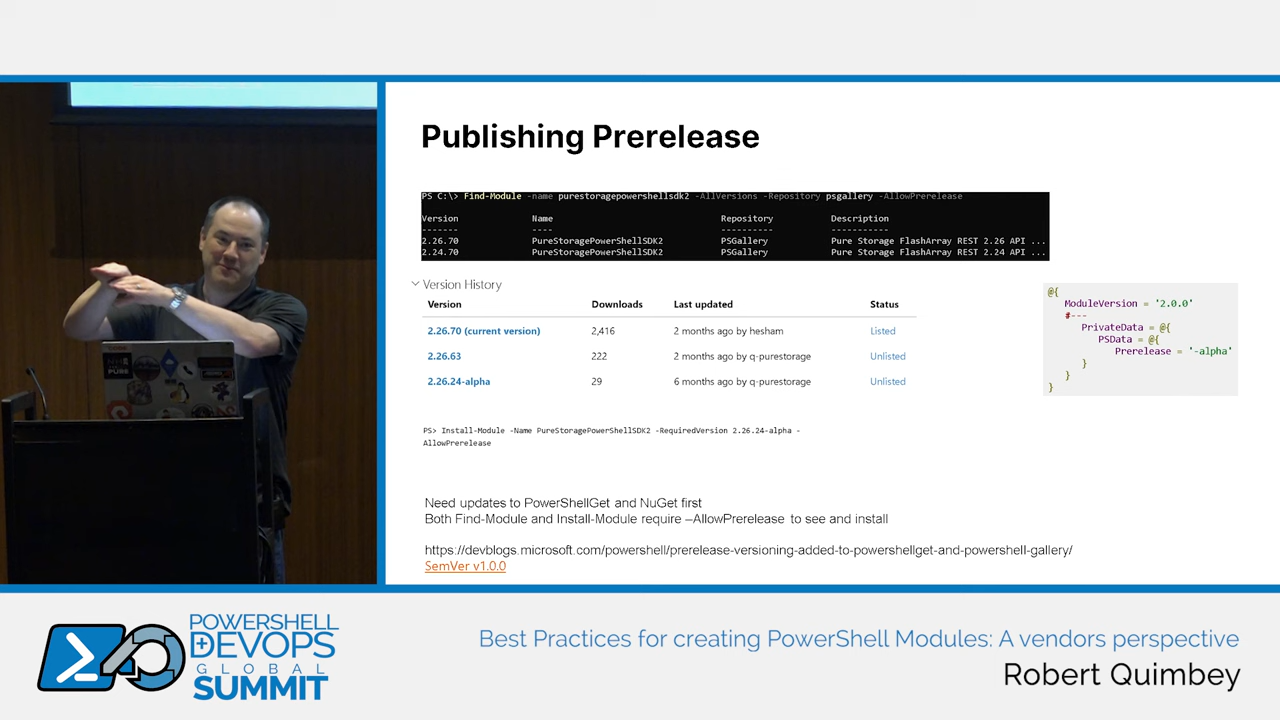 Publishing Prerelease
PS C:\> Find-Module -name purestoragepowershellsdk2 -AllVersions -Repository psgallery -AllowPrerelease
Version Name Repository Description
------- ---- ---------- -----------
2.26.70 PureStoragePowerShellSDK2 PSGallery Pure Storage FlashArray REST 2.26 API ...
2.24.70 PureStoragePowerShellSDK2 PSGallery Pure Storage FlashArray REST 2.24 API ...
Version History
Version Downloads Last updated Status
2.26.70 (current version) 2,416 2 months ago by hesham Listed
2.26.63 222 2 months ago by q-purestorage Unlisted
2.26.24-alpha 29 6 months ago by q-purestorage Unlisted
@{
ModuleVersion = '2.0.0'
#---
PrivateData = @{
PSData = @{
Prerelease = '-alpha'
}
}
}
PS> Install-Module -Name PureStoragePowerShellSDK2 -RequiredVersion 2.26.24-alpha -
AllowPrerelease
Need updates to PowerShellGet and NuGet first
Both Find-Module and Install-Module require –AllowPrerelease to see and install
https://devblogs.microsoft.com/powershell/prerelease-versioning-added-to-powershellget-and-powershell-gallery/
SemVer v1.0.0
POWERSHELL
DEVOPS
GLOBAL
SUMMIT
Best Practices for creating PowerShell Modules: A vendors perspective
Robert Quimbey